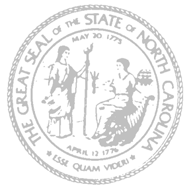 THE GREAT SEAL OF THE STATE OF NORTH CAROLINA
MAY 20 1775
APRIL 12 1776
ESSE QUAM VIDERI